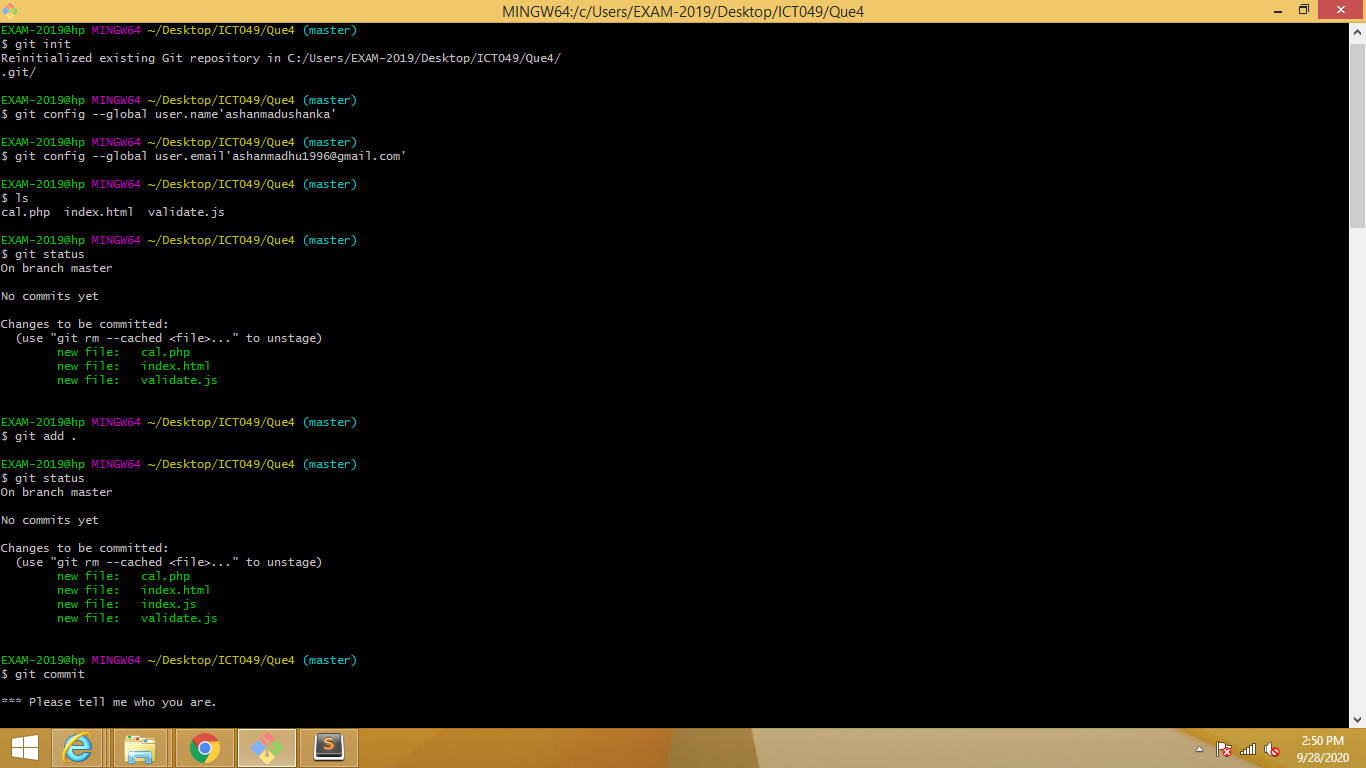 MINGW64:/c/Users/EXAM-2019/Desktop/ICT049/Que4
EXAM-2019@hp MINGW64 ~/Desktop/ICT049/Que4 (master)
$ git init
Reinitialized existing Git repository in C:/Users/EXAM-2019/Desktop/ICT049/Que4/
.git/
EXAM-2019@hp MINGW64 ~/Desktop/ICT049/Que4 (master)
$ git config --global user.name'ashanmadushanka'
EXAM-2019@hp MINGW64 ~/Desktop/ICT049/Que4 (master)
$ git config --global user.email'ashanmadhu1996@gmail.com'
EXAM-2019@hp MINGW64 ~/Desktop/ICT049/Que4 (master)
$ ls
cal.php  index.html  validate.js
EXAM-2019@hp MINGW64 ~/Desktop/ICT049/Que4 (master)
$ git status
On branch master
No commits yet
Changes to be committed:
  (use "git rm --cached <file>..." to unstage)
        new file:   cal.php
        new file:   index.html
        new file:   validate.js
EXAM-2019@hp MINGW64 ~/Desktop/ICT049/Que4 (master)
$ git add .
EXAM-2019@hp MINGW64 ~/Desktop/ICT049/Que4 (master)
$ git status
On branch master
No commits yet
Changes to be committed:
  (use "git rm --cached <file>..." to unstage)
        new file:   cal.php
        new file:   index.html
        new file:   index.js
        new file:   validate.js
EXAM-2019@hp MINGW64 ~/Desktop/ICT049/Que4 (master)
$ git commit
*** Please tell me who you are.
2:50 PM
9/28/2020